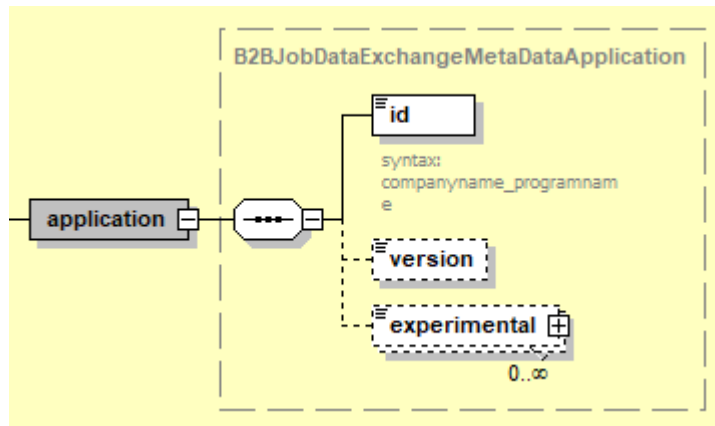 B2BJobDataExchangeMetaDataApplication
id
syntax:
companyname_programnam
e
application
version
experimental
0..∞